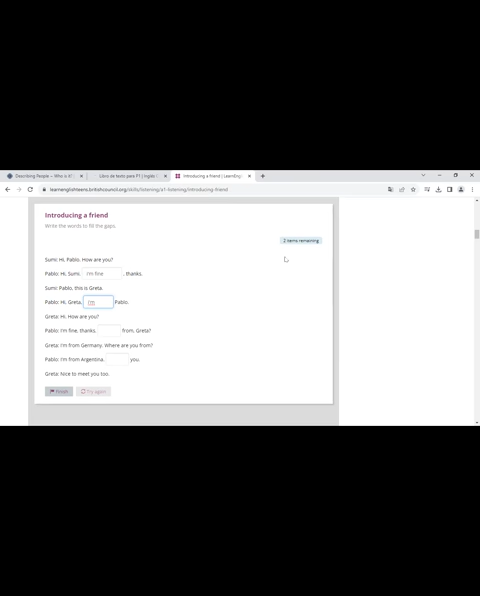 Describing People – Who is it?
Libro de texto para F1 | Inglés
Introducing a friend | LearnEng
learnenglishteens.britishcouncil.org/skills/listening/a1-listening/introducing-friend
Introducing a friend
Write the words to fill the gaps.
2 items remaining
Sumi: Hi, Pablo. How are you?
Pablo: Hi, Sumi. I'm fine , thanks.
Sumi: Pablo, this is Greta.
Pablo: Hi, Greta. I'm Pablo.
Greta: Hi. How are you?
Pablo: I'm fine, thanks. from, Greta?
Greta: I'm from Germany. Where are you from?
Pablo: I'm from Argentina. you.
Greta: Nice to meet you too.
Finish Try again